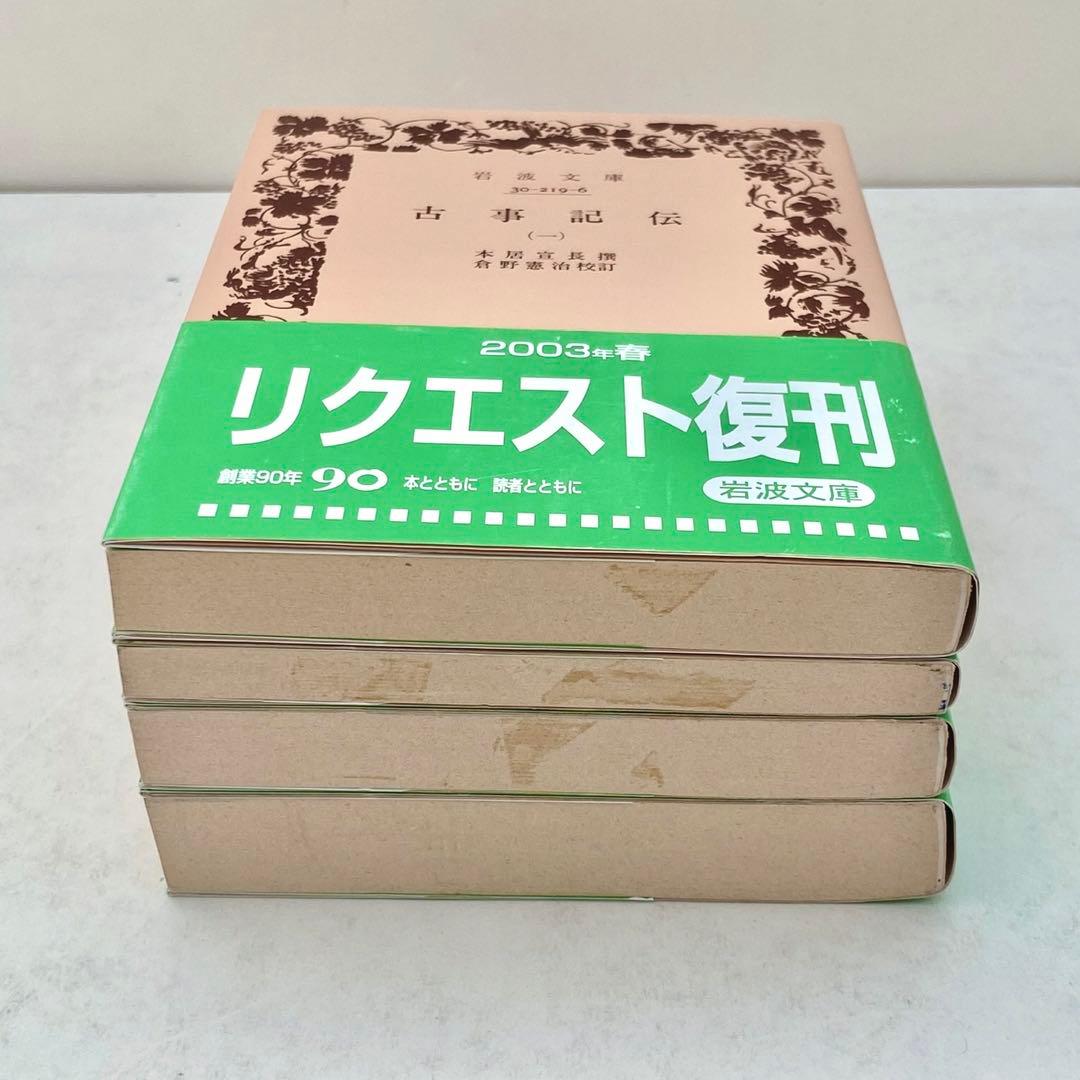 岩波文庫
30-219-6
古事記伝
(一)
本居宣長撰
倉野憲治校訂
2003年春
リクエスト復刊
創業90年 90 本とともに 読者とともに
岩波文庫